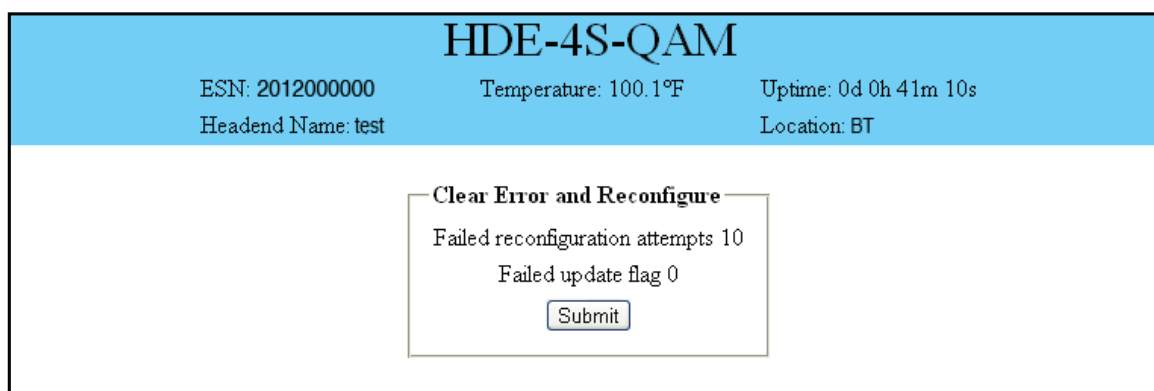 HDE-4S-QAM
ESN: 2012000000 Temperature: 100.1ºF Uptime: 0d 0h 41m 10s
Headend Name: test Location: BT
Clear Error and Reconfigure
Failed reconfiguration attempts 10
Failed update flag 0
Submit